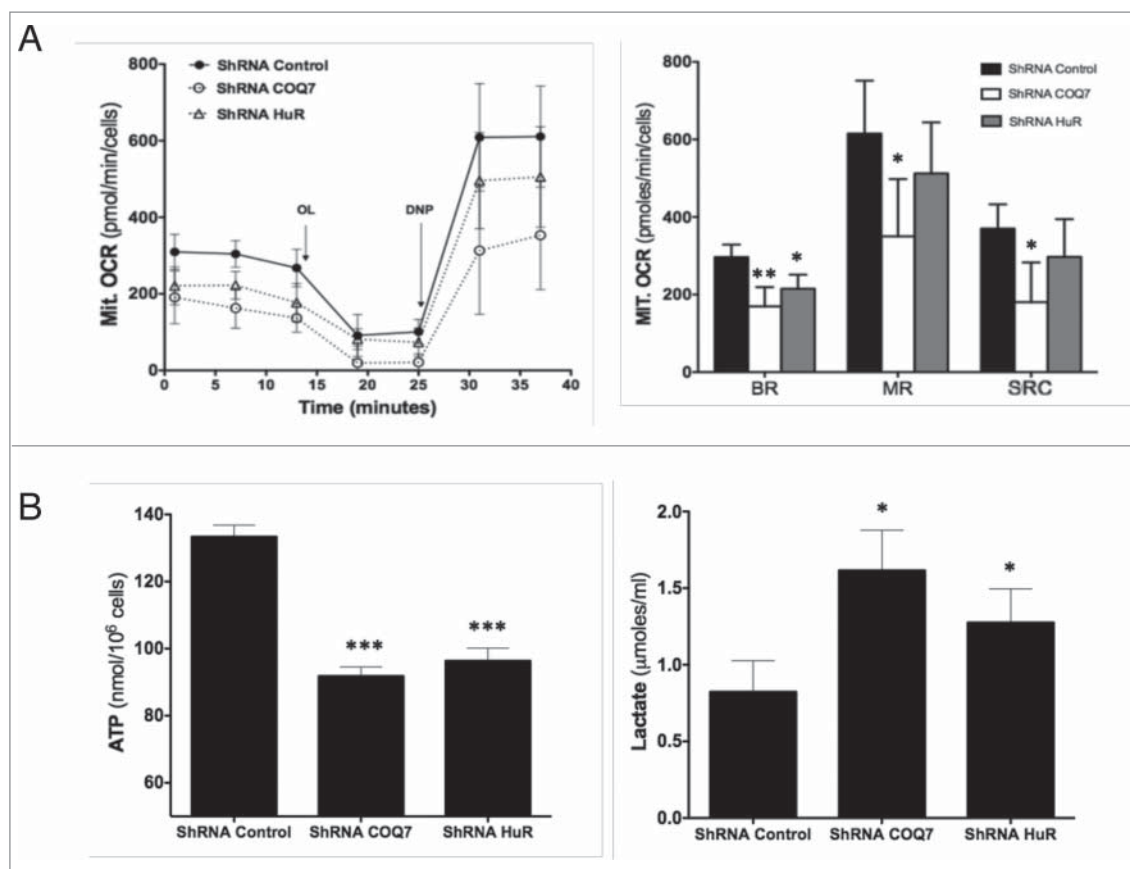 A
Mit. OCR (pmol/min/cells)
800
600
400
200
0
ShRNA Control
ShRNA COQ7
ShRNA HuR
OL
DNP
0 5 10 15 20 25 30 35 40
Time (minutes)
MIT. OCR (pmoles/min/cells)
800
600
400
200
0
ShRNA Control
ShRNA COQ7
ShRNA HuR
** * * *
BR MR SRC
B
ATP (nmol/10⁶ cells)
140
120
100
80
60
*** ***
ShRNA Control ShRNA COQ7 ShRNA HuR
Lactate (μmoles/ml)
2.0
1.5
1.0
0.5
0.0
* *
ShRNA Control ShRNA COQ7 ShRNA HuR